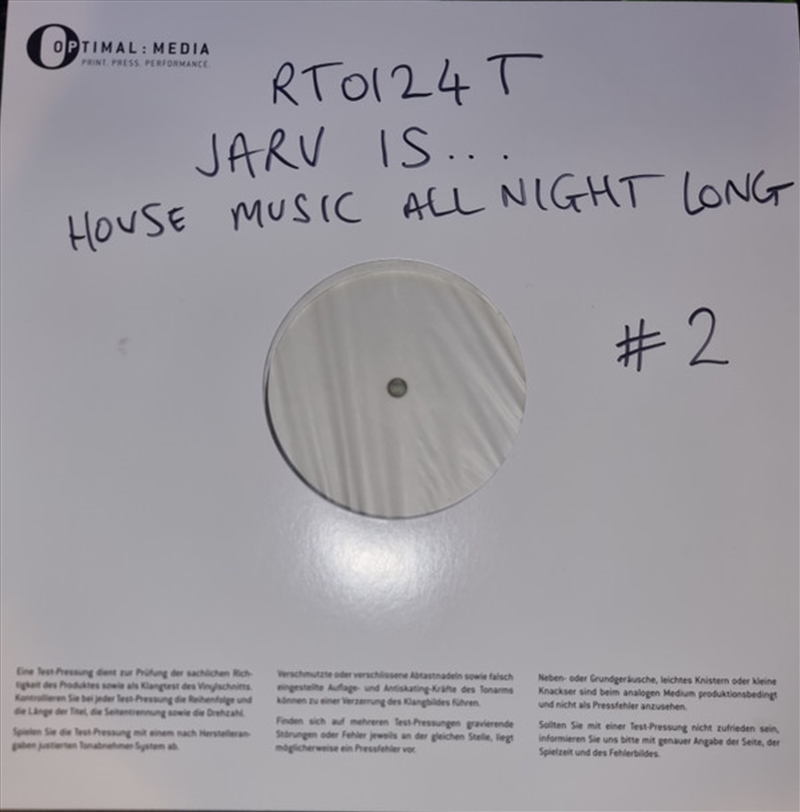 OPTIMAL : MEDIA
PRINT. PRESS. PERFORMANCE.
RT0124T
JARV IS...
HOUSE MUSIC ALL NIGHT LONG
#2
Eine Test-Pressung dient zur Prüfung der sachlichen Rich-
tigkeit des Produktes sowie als Klangtest des Vinylschnitts.
Kontrollieren Sie bei jeder Test-Pressung die Reihenfolge und
die Länge der Titel, die Seitentrennung sowie die Drehzahl.
Spielen Sie die Test-Pressung mit einem nach Herstelleran-
gaben justierten Tonabnehmer-System ab.
Verschmutzte oder verschlissene Abtastnadeln sowie falsch
eingestellte Auflage- und Antiskating-Kräfte des Tonarms
können zu einer Verzerrung des Klangbildes führen.
Finden sich auf mehreren Test-Pressungen gravierende
Störungen oder Fehler jeweils an der gleichen Stelle, liegt
möglicherweise ein Pressfehler vor.
Neben- oder Grundgeräusche, leichtes Knistern oder kleine
Knackser sind beim analogen Medium produktionsbedingt
und nicht als Pressfehler anzusehen.
Sollten Sie mit einer Test-Pressung nicht zufrieden sein,
informieren Sie uns bitte mit genauer Angabe der Seite, der
Spielzeit und des Fehlerbildes.